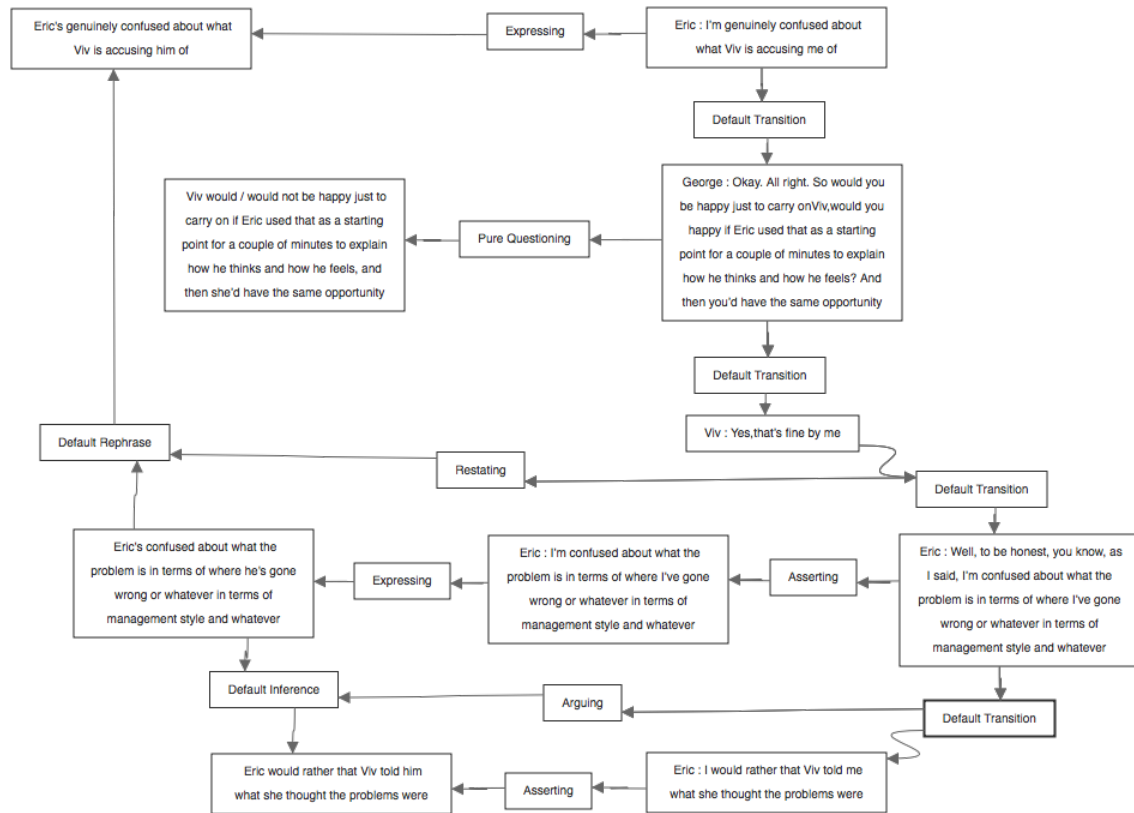 Eric's genuinely confused about what
Viv is accusing him of
Expressing
Eric : I'm genuinely confused about
what Viv is accusing me of
Default Transition
Viv would / would not be happy just to
carry on if Eric used that as a starting
point for a couple of minutes to explain
how he thinks and how he feels, and
then she'd have the same opportunity
Pure Questioning
George : Okay. All right. So would you
be happy just to carry onViv,would you
happy if Eric used that as a starting
point for a couple of minutes to explain
how he thinks and how he feels? And
then you'd have the same opportunity
Default Transition
Viv : Yes,that's fine by me
Default Rephrase
Restating
Default Transition
Eric's confused about what the
problem is in terms of where he's gone
wrong or whatever in terms of
management style and whatever
Expressing
Eric : I'm confused about what the
problem is in terms of where I've gone
wrong or whatever in terms of
management style and whatever
Asserting
Eric : Well, to be honest, you know, as
I said, I'm confused about what the
problem is in terms of where I've gone
wrong or whatever in terms of
management style and whatever
Default Inference
Arguing
Default Transition
Eric would rather that Viv told him
what she thought the problems were
Asserting
Eric : I would rather that Viv told me
what she thought the problems were